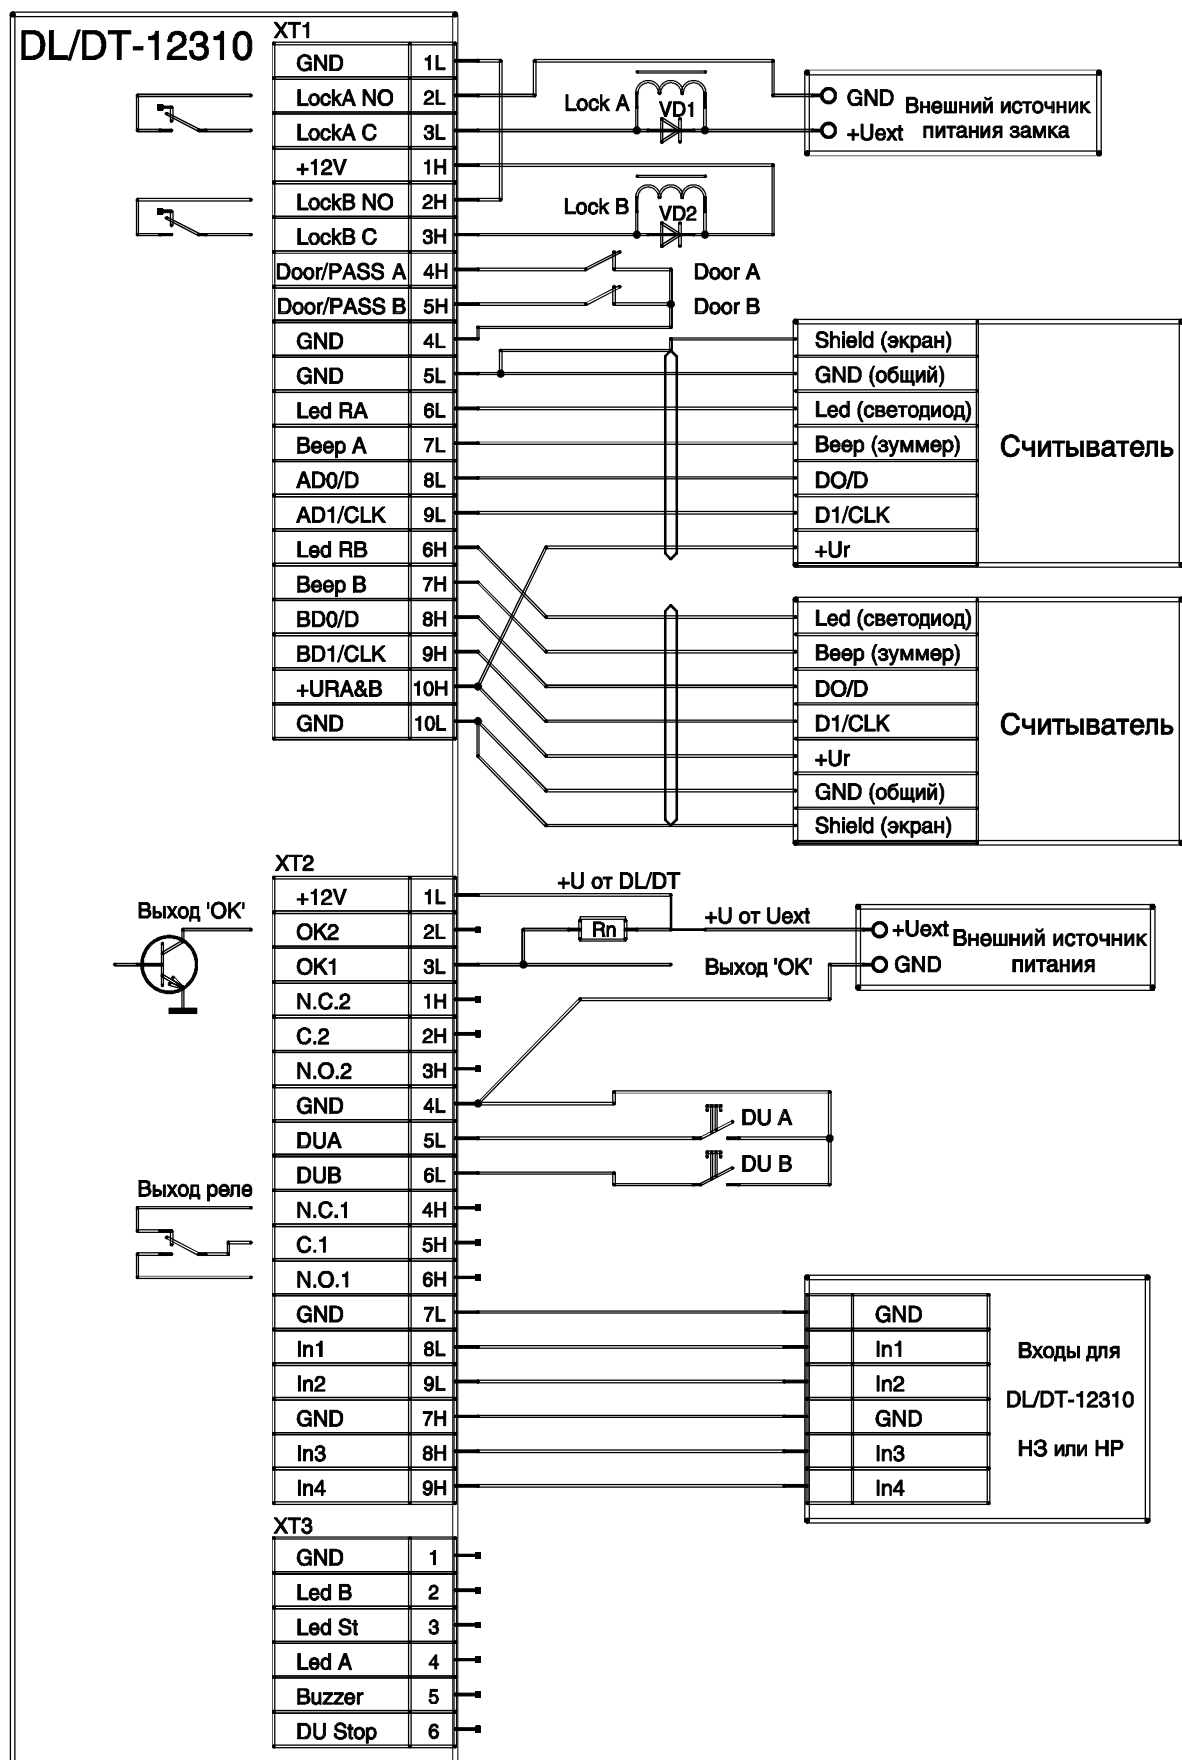 DL/DT-12310
XT1
GND 1L
LockA NO 2L
LockA C 3L
+12V 1H
LockB NO 2H
LockB C 3H
Door/PASS A 4H
Door/PASS B 5H
GND 4L
GND 5L
Led RA 6L
Beep A 7L
AD0/D 8L
AD1/CLK 9L
Led RB 6H
Beep B 7H
BD0/D 8H
BD1/CLK 9H
+URA&B 10H
GND 10L
Lock A
VD1
GND
+Uext
Внешний источник
питания замка
Lock B
VD2
Door A
Door B
Shield (экран)
GND (общий)
Led (светодиод)
Beep (зуммер)
DO/D
D1/CLK
+Ur
Считыватель
Led (светодиод)
Beep (зуммер)
DO/D
D1/CLK
+Ur
GND (общий)
Shield (экран)
Считыватель
XT2
+12V 1L
OK2 2L
OK1 3L
N.C.2 1H
C.2 2H
N.O.2 3H
GND 4L
DUA 5L
DUB 6L
N.C.1 4H
C.1 5H
N.O.1 6H
GND 7L
In1 8L
In2 9L
GND 7H
In3 8H
In4 9H
Выход 'OK'
+U от DL/DT
Rn
+U от Uext
Выход 'OK'
+Uext
GND
Внешний источник
питания
DU A
DU B
Выход реле
GND
In1
In2
GND
In3
In4
Входы для
DL/DT-12310
НЗ или НР
XT3
GND 1
Led B 2
Led St 3
Led A 4
Buzzer 5
DU Stop 6